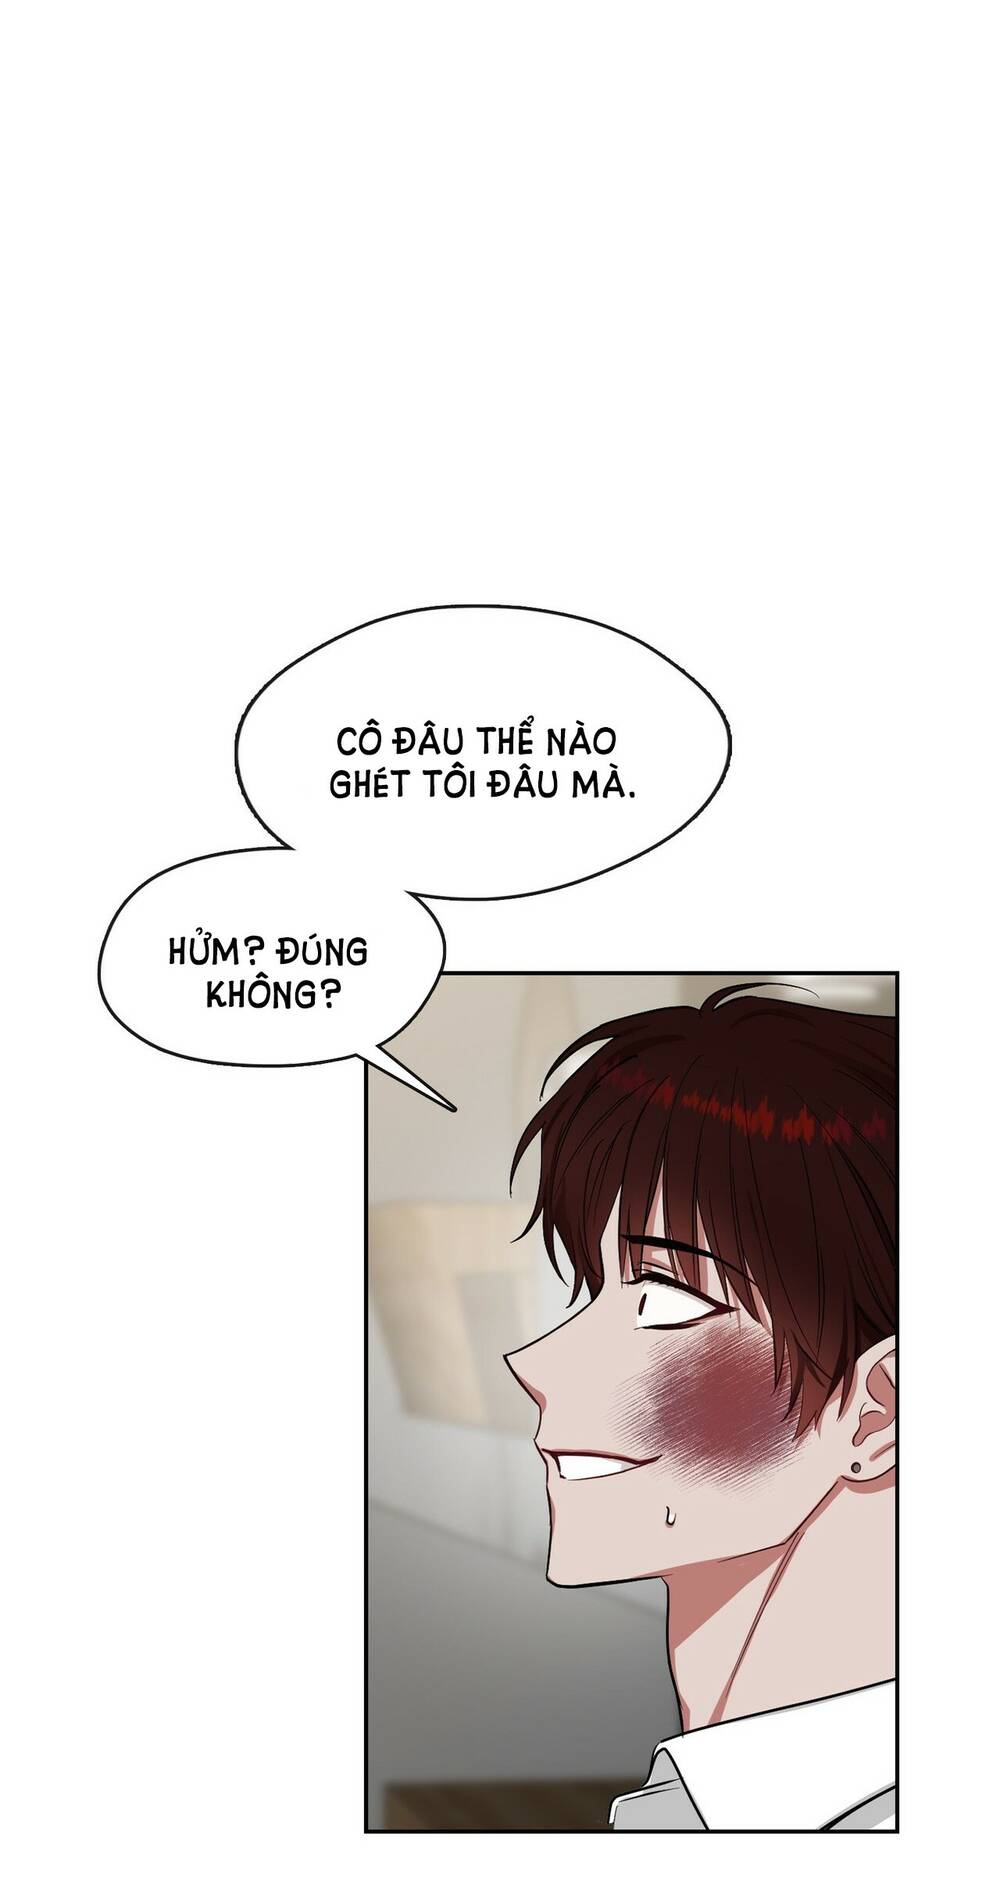 CÔ ĐÂU THỂ NÀO
GHÉT TÔI ĐÂU MÀ.
HỬM? ĐÚNG
KHÔNG?